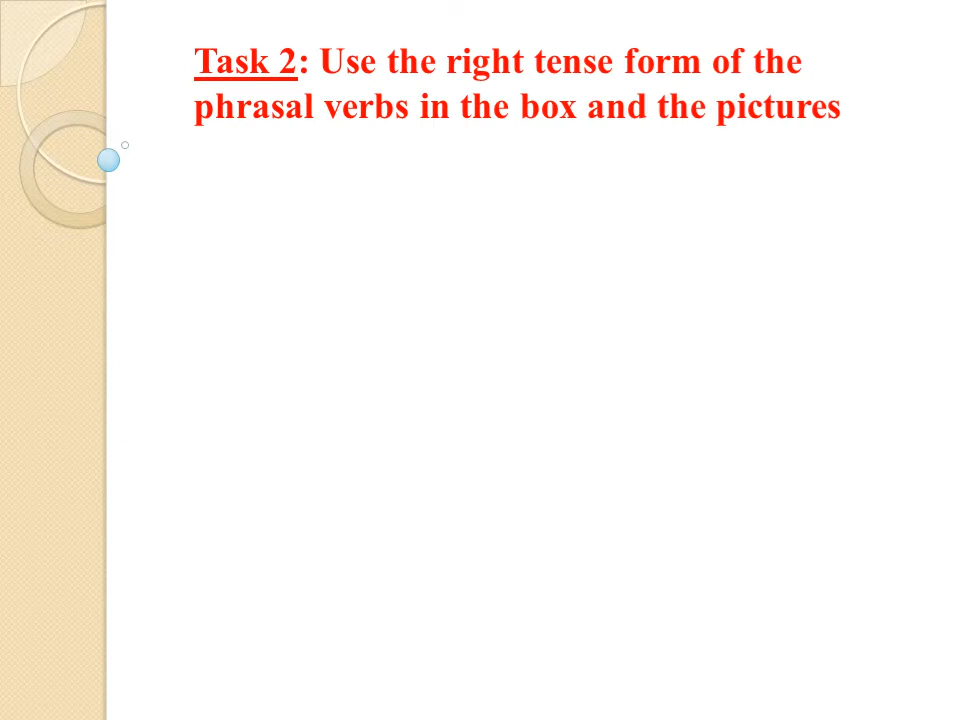 Task 2: Use the right tense form of the
phrasal verbs in the box and the pictures